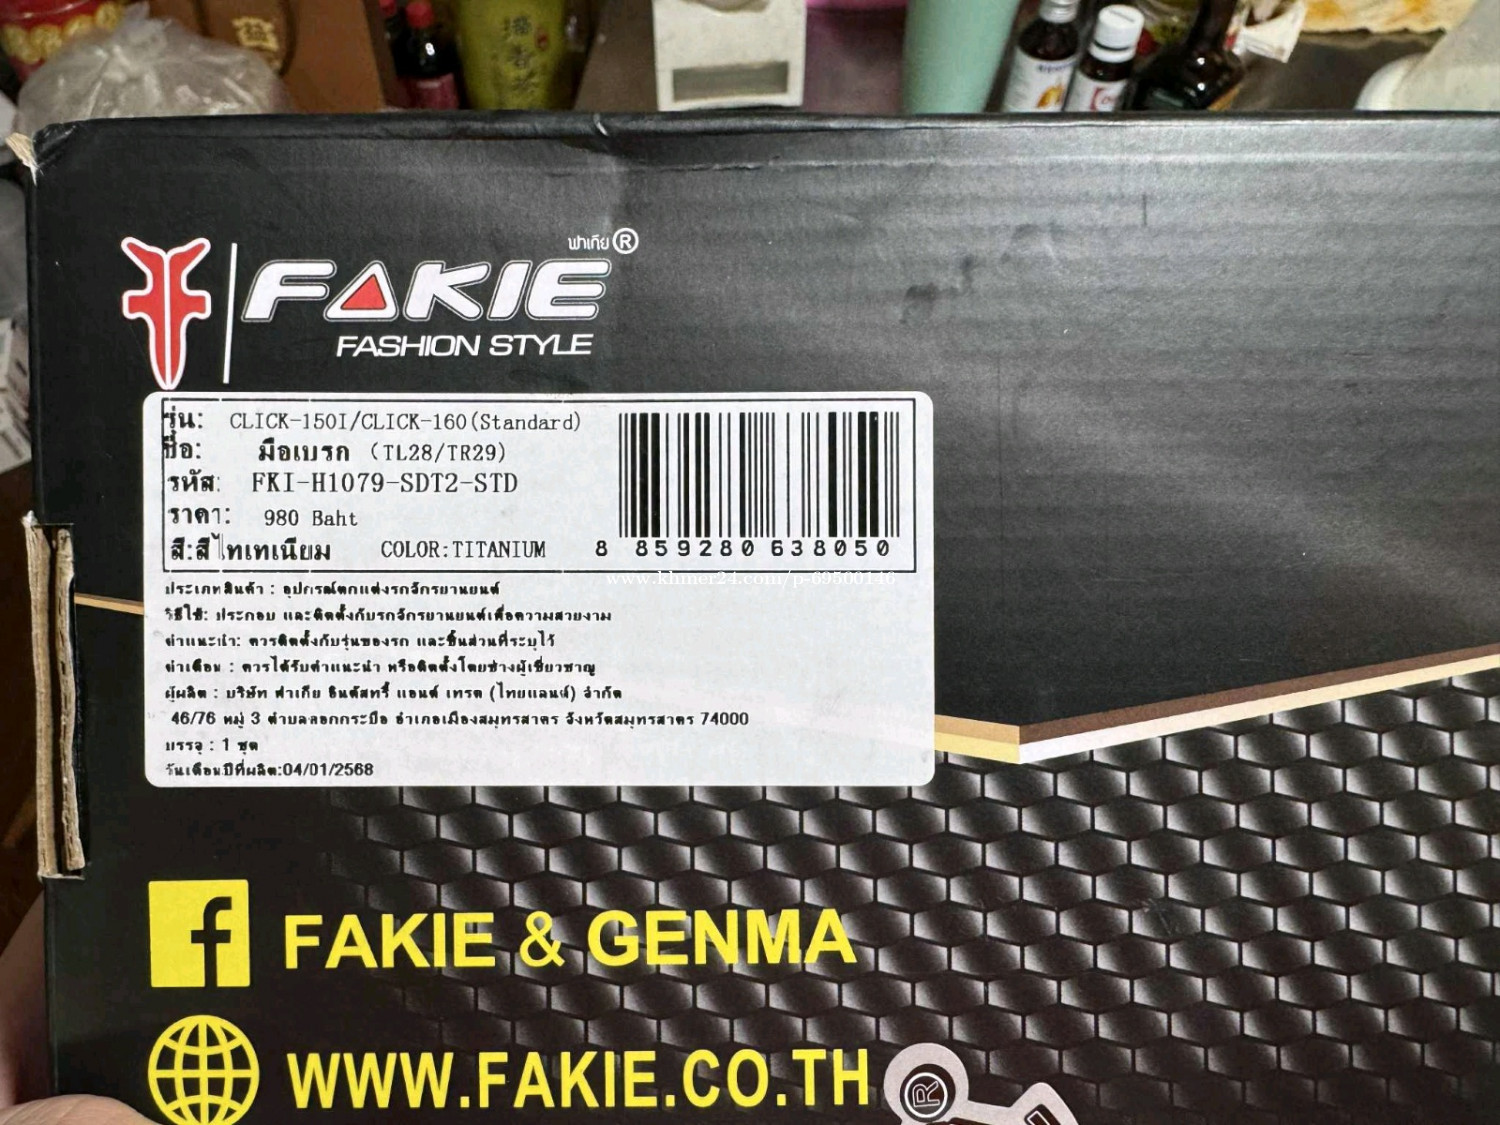 ฟาเกีย ®
FAKIE
FASHION STYLE
รุ่น: CLICK-150I/CLICK-160(Standard)
ชื่อ: มือเบรก (TL28/TR29)
รหัส: FKI-H1079-SDT2-STD
ราคา: 980 Baht
สี:สีไทเทเนียม COLOR:TITANIUM
8 859280 638050
www.khmer24.com/p-69500146
ประเภทสินค้า : อุปกรณ์ตกแต่งรถจักรยานยนต์
วิธีใช้: ประกอบ และติดตั้งกับรถจักรยานยนต์เพื่อความสวยงาม
คำแนะนำ: ควรติดตั้งกับรุ่นของรถ และชิ้นส่วนที่ระบุไว้
คำเตือน : ควรได้รับคำแนะนำ หรือติดตั้งโดยช่างผู้เชี่ยวชาญ
ผู้ผลิต : บริษัท ฟาเกีย อินดัสทรี่ แอนด์ เทรด (ไทยแลนด์) จำกัด
46/76 หมู่ 3 ตำบลคอกกระบือ อำเภอเมืองสมุทรสาคร จังหวัดสมุทรสาคร 74000
บรรจุ : 1 ชุด
วันเดือนปีที่ผลิต:04/01/2568
f FAKIE & GENMA
WWW.FAKIE.CO.TH
®